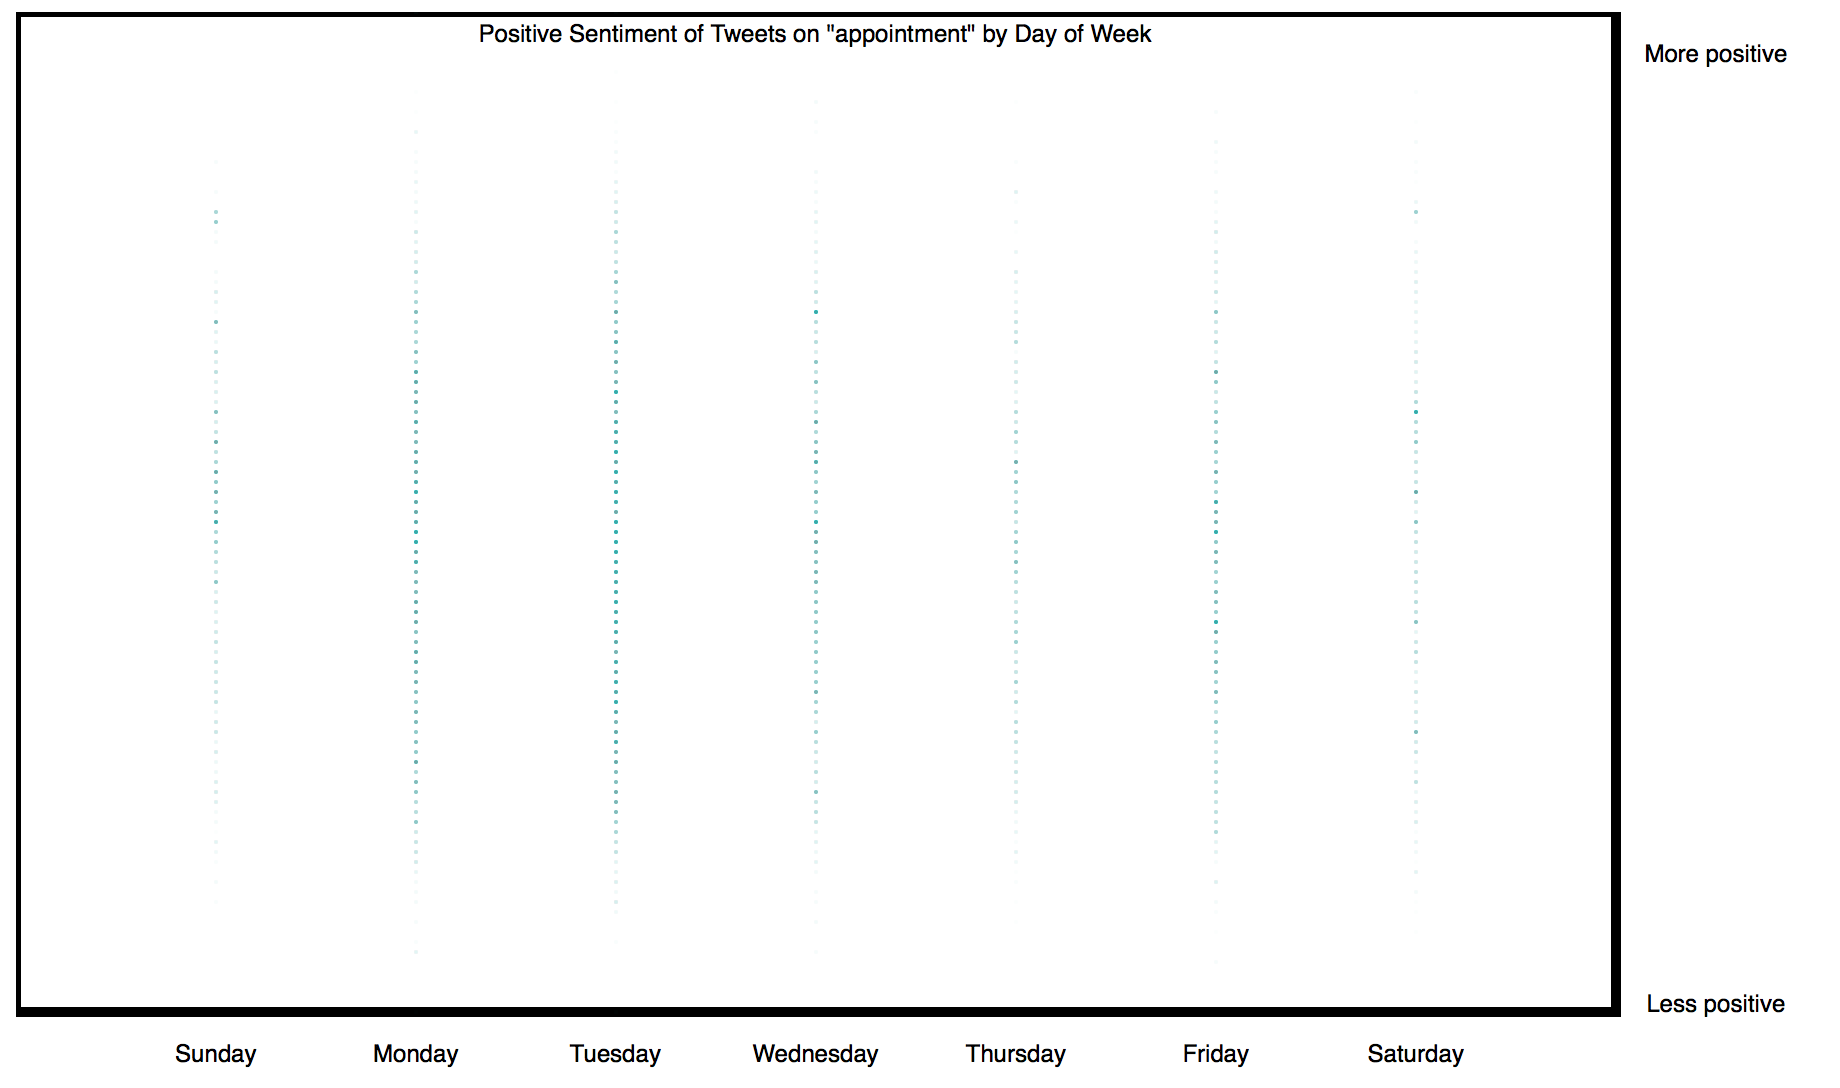 Positive Sentiment of Tweets on "appointment" by Day of Week
More positive
Less positive
Sunday Monday Tuesday Wednesday Thursday Friday Saturday